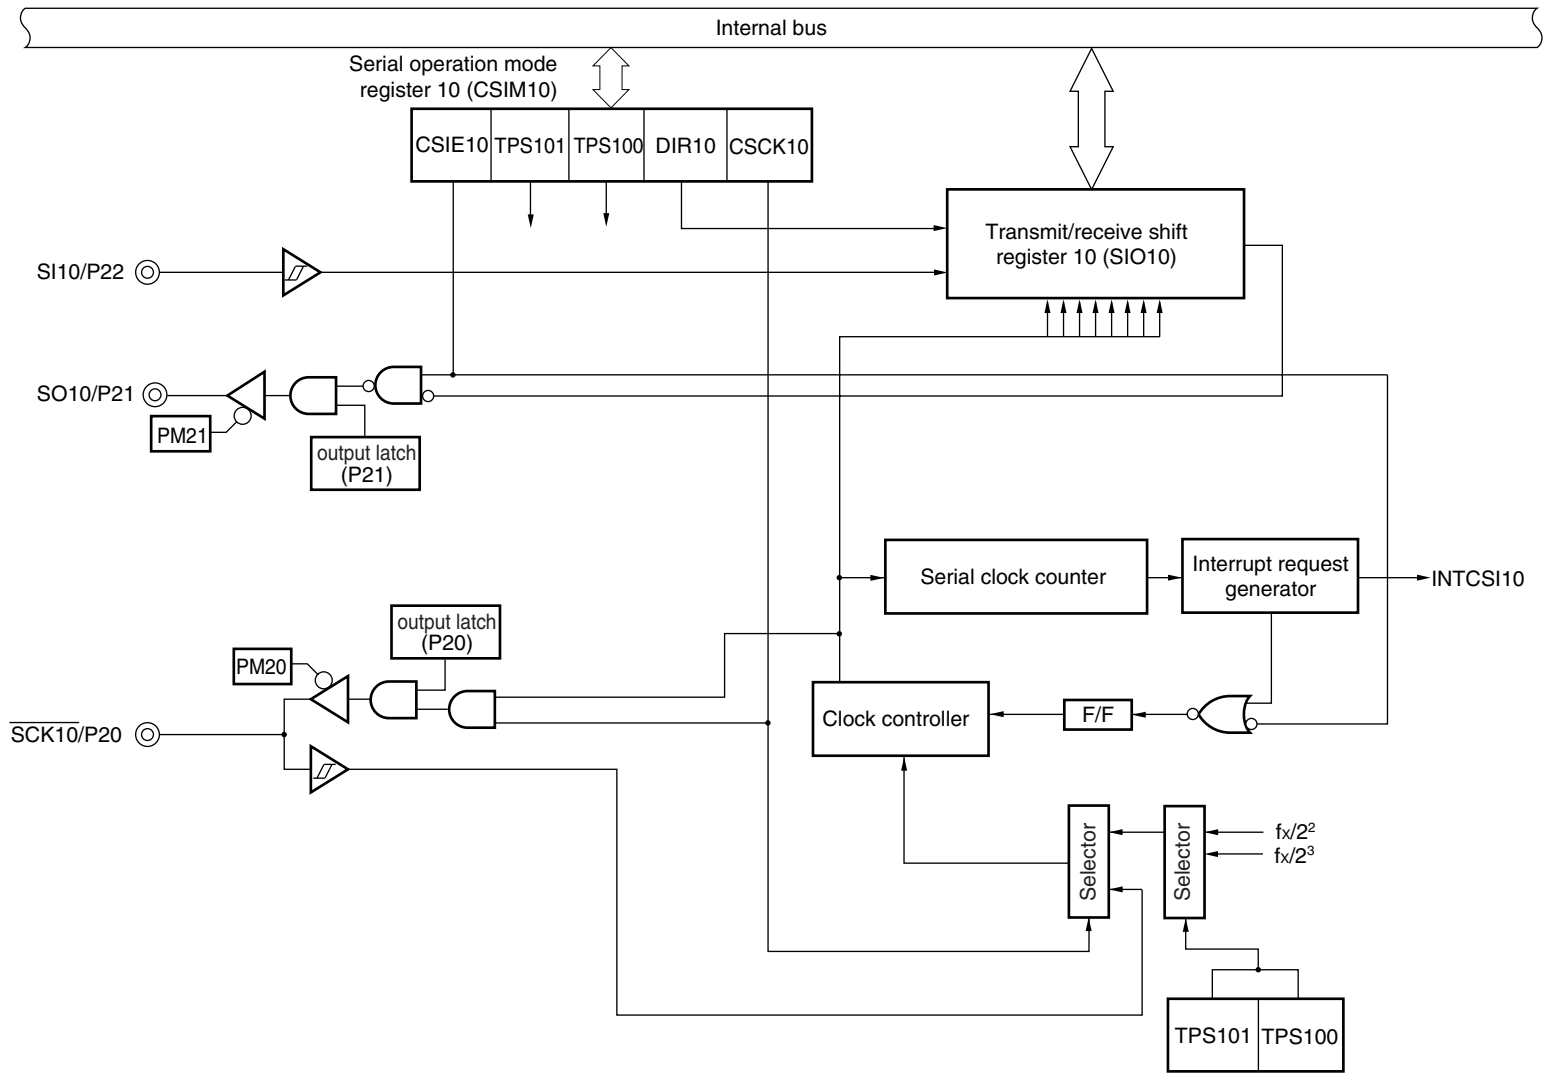 Internal bus
Serial operation mode
register 10 (CSIM10)
CSIE10 TPS101 TPS100 DIR10 CSCK10
Transmit/receive shift
register 10 (SIO10)
SI10/P22
SO10/P21
PM21
output latch
(P21)
Serial clock counter
Interrupt request
generator
INTCSI10
output latch
(P20)
PM20
SCK10/P20
Clock controller
F/F
Selector
Selector
fX/2²
fX/2³
TPS101 TPS100